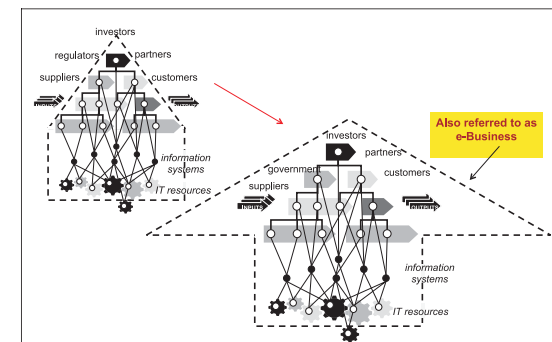 investors
regulators
partners
suppliers
customers
information
systems
IT resources
Also referred to as
e-Business
investors
partners
government
customers
suppliers
information
systems
IT resources